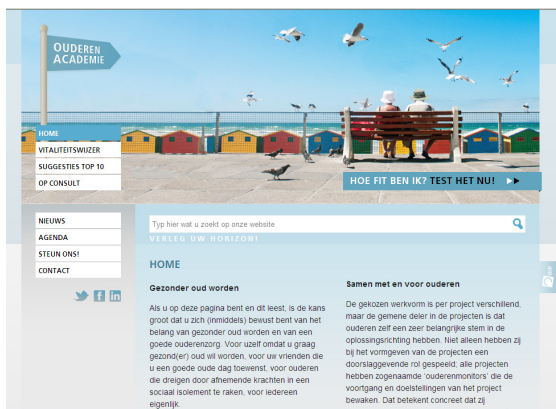 OUDEREN
ACADEMIE
HOME
VITALITEITSWIJZER
SUGGESTIES TOP 10
OP CONSULT
HOE FIT BEN IK? TEST HET NU!
NIEUWS
AGENDA
STEUN ONS!
CONTACT
Typ hier wat u zoekt op onze website
VERLEG UW HORIZON!
HOME
Gezonder oud worden
Als u op deze pagina bent en dit leest, is de kans
groot dat u zich (inmiddels) bewust bent van het
belang van gezonder oud worden en van een
goede ouderenzorg. Voor uzelf omdat u graag
gezond(er) oud wil worden, voor uw vrienden die
u een goede oude dag toewenst, voor ouderen
die dreigen door afnemende krachten in een
sociaal isolement te raken, voor iedereen
eigenlijk.
Samen met en voor ouderen
De gekozen werkvorm is per project verschillend,
maar de gemene deler in de projecten is dat
ouderen zelf een zeer belangrijke stem in de
oplossingsrichting hebben. Niet alleen hebben zij
bij het vormgeven van de projecten een
doorslaggevende rol gespeeld, alle projecten
hebben zogenaamde 'ouderenmonitors' die de
voortgang en doelstellingen van het project
bewaken. Dat betekent concreet dat zij